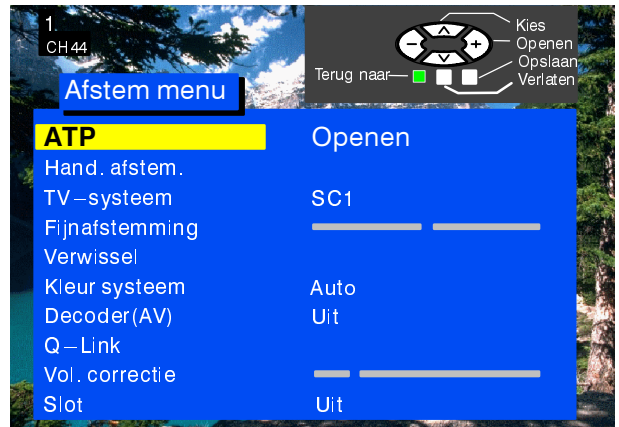 1.
CH44
Kies
Openen
Opslaan
Terug naar
Verlaten
Afstem menu
ATP Openen
Hand. afstem.
TV–systeem SC1
Fijnafstemming
Verwissel
Kleur systeem Auto
Decoder(AV) Uit
Q–Link
Vol. correctie
Slot Uit